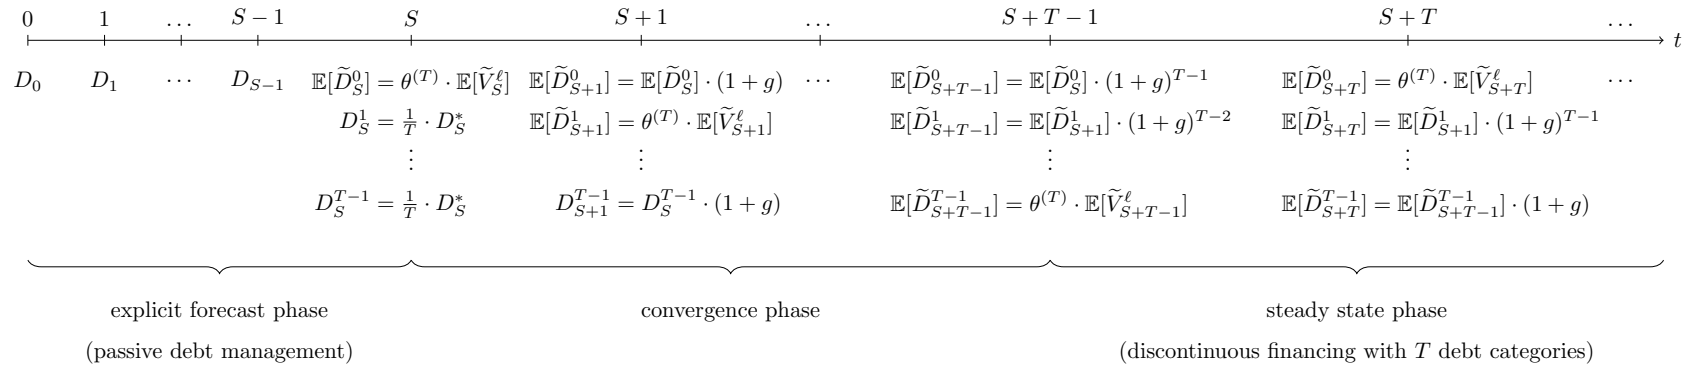 0 1 … S − 1 S S + 1 … S + T − 1 S + T …
t
D_0 D_1 ⋯ D_{S−1} 𝔼[D̃_S^0] = θ^{(T)} · 𝔼[Ṽ_S^ℓ] 𝔼[D̃_{S+1}^0] = 𝔼[D̃_S^0] · (1 + g) ⋯ 𝔼[D̃_{S+T−1}^0] = 𝔼[D̃_S^0] · (1 + g)^{T−1} 𝔼[D̃_{S+T}^0] = θ^{(T)} · 𝔼[Ṽ_{S+T}^ℓ] ⋯
D_S^1 = 1/T · D_S^* 𝔼[D̃_{S+1}^1] = θ^{(T)} · 𝔼[Ṽ_{S+1}^ℓ] 𝔼[D̃_{S+T−1}^1] = 𝔼[D̃_{S+1}^1] · (1 + g)^{T−2} 𝔼[D̃_{S+T}^1] = 𝔼[D̃_{S+1}^1] · (1 + g)^{T−1}
⋮ ⋮ ⋮ ⋮
D_S^{T−1} = 1/T · D_S^* D_{S+1}^{T−1} = D_S^{T−1} · (1 + g) 𝔼[D̃_{S+T−1}^{T−1}] = θ^{(T)} · 𝔼[Ṽ_{S+T−1}^ℓ] 𝔼[D̃_{S+T}^{T−1}] = 𝔼[D̃_{S+T−1}^{T−1}] · (1 + g)
explicit forecast phase convergence phase steady state phase
(passive debt management) (discontinuous financing with T debt categories)